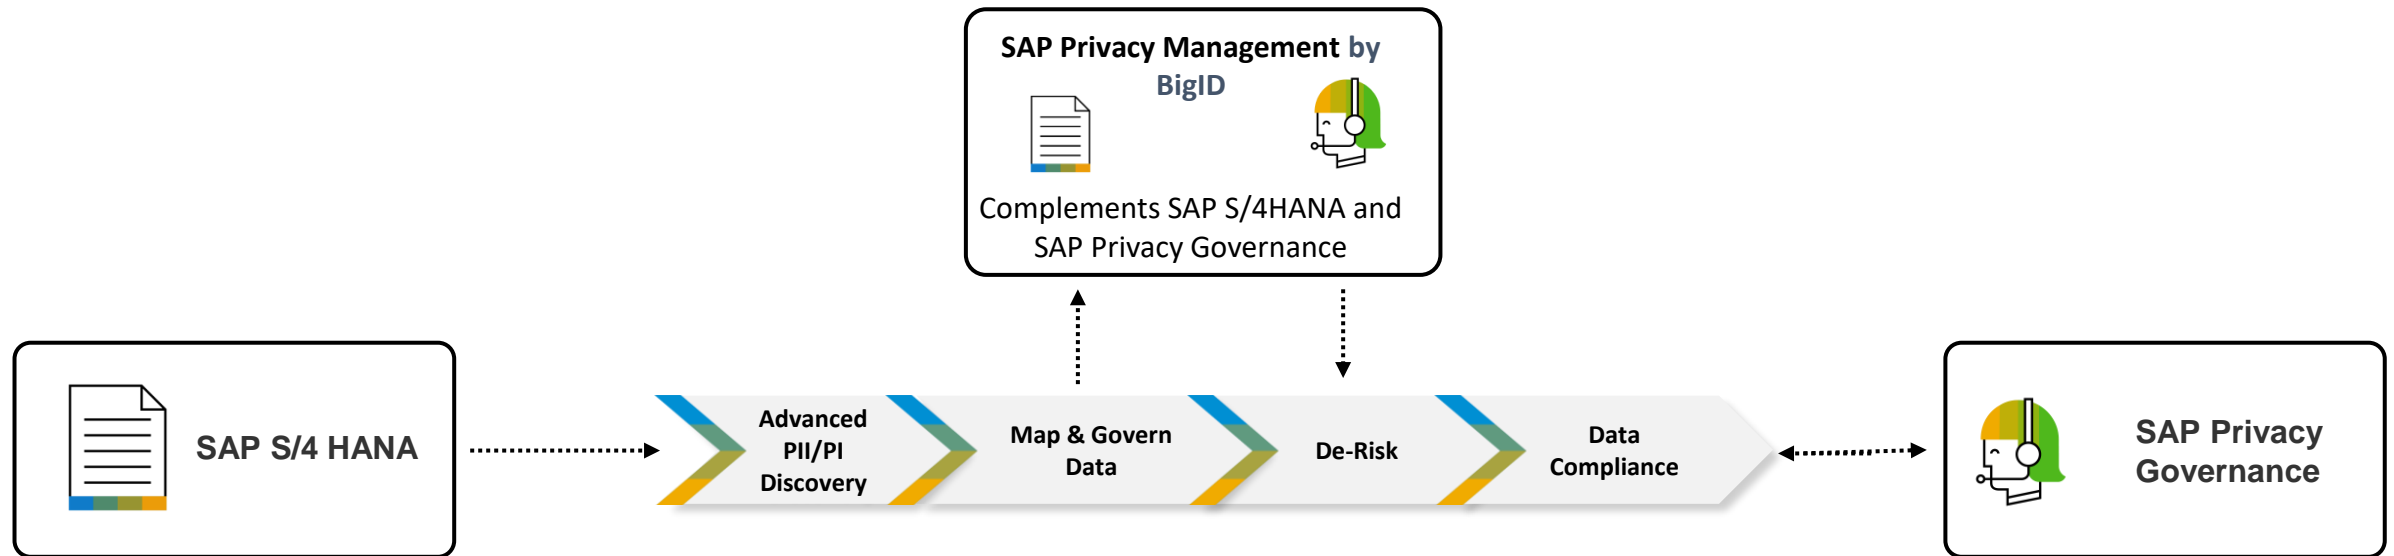 SAP Privacy Management by
BigID
Complements SAP S/4HANA and
SAP Privacy Governance
SAP S/4 HANA
Advanced
PII/PI
Discovery
Map & Govern
Data
De-Risk
Data
Compliance
SAP Privacy
Governance